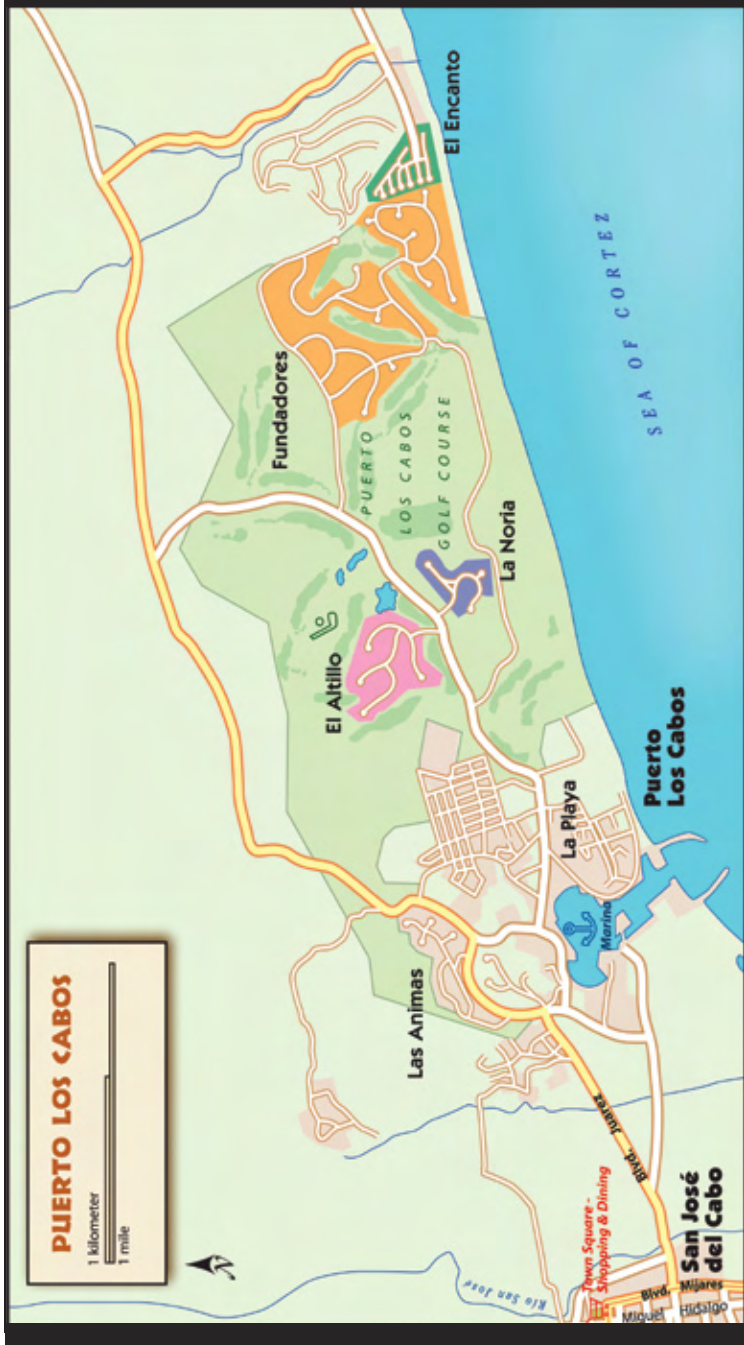 PUERTO LOS CABOS
1 kilometer
1 mile
N
Las Animas
El Altillo
Fundadores
El Encanto
PUERTO
LOS CABOS
GOLF COURSE
La Noria
SEA OF CORTEZ
La Playa
Marina
Puerto
Los Cabos
Río San José
Town Square -
Shopping & Dining
Blvd. Juarez
San José
del Cabo
Blvd. Mijares
Miguel Hidalgo